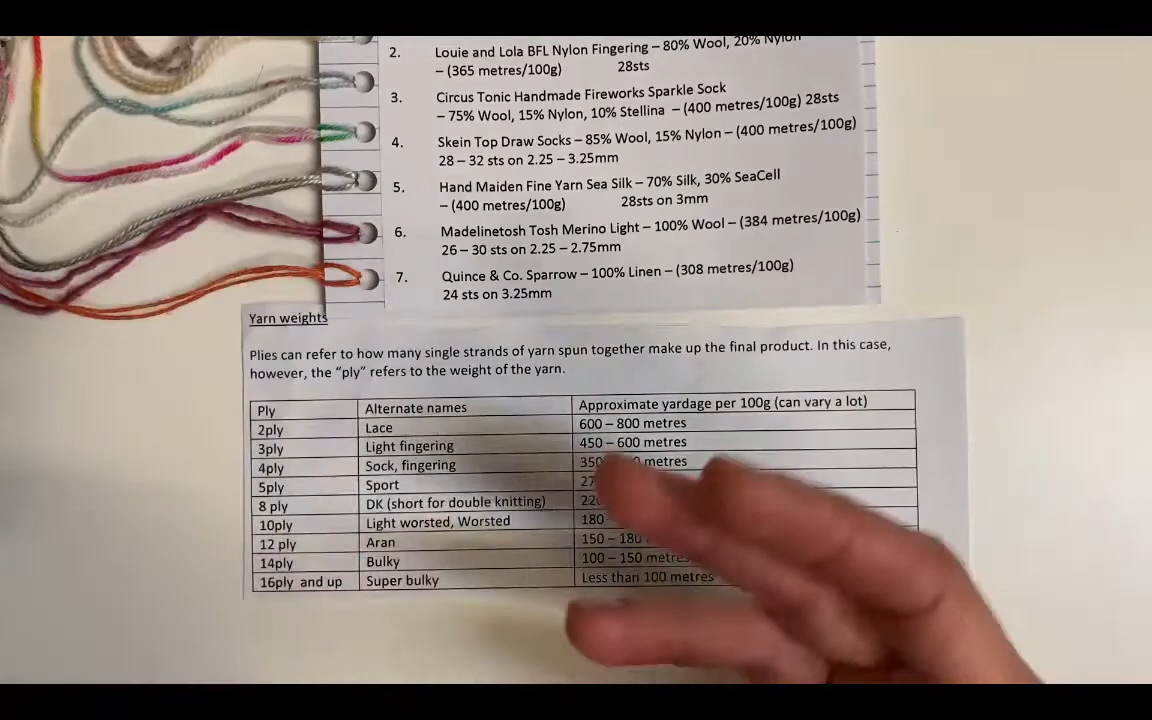 2. Louie and Lola BFL Nylon Fingering – 80% Wool, 20% Nylon
– (365 metres/100g) 28sts
3. Circus Tonic Handmade Fireworks Sparkle Sock
– 75% Wool, 15% Nylon, 10% Stellina – (400 metres/100g) 28sts
4. Skein Top Draw Socks – 85% Wool, 15% Nylon – (400 metres/100g)
28 – 32 sts on 2.25 – 3.25mm
5. Hand Maiden Fine Yarn Sea Silk – 70% Silk, 30% SeaCell
– (400 metres/100g) 28sts on 3mm
6. Madelinetosh Tosh Merino Light – 100% Wool – (384 metres/100g)
26 – 30 sts on 2.25 – 2.75mm
7. Quince & Co. Sparrow – 100% Linen – (308 metres/100g)
24 sts on 3.25mm
Yarn weights
Plies can refer to how many single strands of yarn spun together make up the final product. In this case,
however, the “ply” refers to the weight of the yarn.
Ply Alternate names Approximate yardage per 100g (can vary a lot)
2ply Lace 600 – 800 metres
3ply Light fingering 450 – 600 metres
4ply Sock, fingering metres
5ply Sport
8 ply DK (short for double knitting)
10ply Light worsted, Worsted 180
12 ply Aran 150 – 180
14ply Bulky 100 – 150 metres
16ply and up Super bulky Less than 100 metres